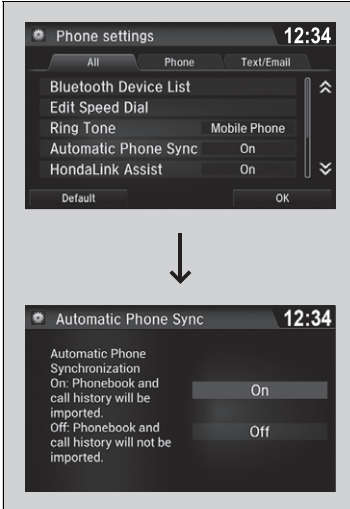 Phone settings 12:34
All Phone Text/Email
Bluetooth Device List
Edit Speed Dial
Ring Tone Mobile Phone
Automatic Phone Sync On
HondaLink Assist On
Default OK
Automatic Phone Sync 12:34
Automatic Phone
Synchronization
On: Phonebook and
call history will be
imported.
Off: Phonebook and
call history will not be
imported.
On
Off